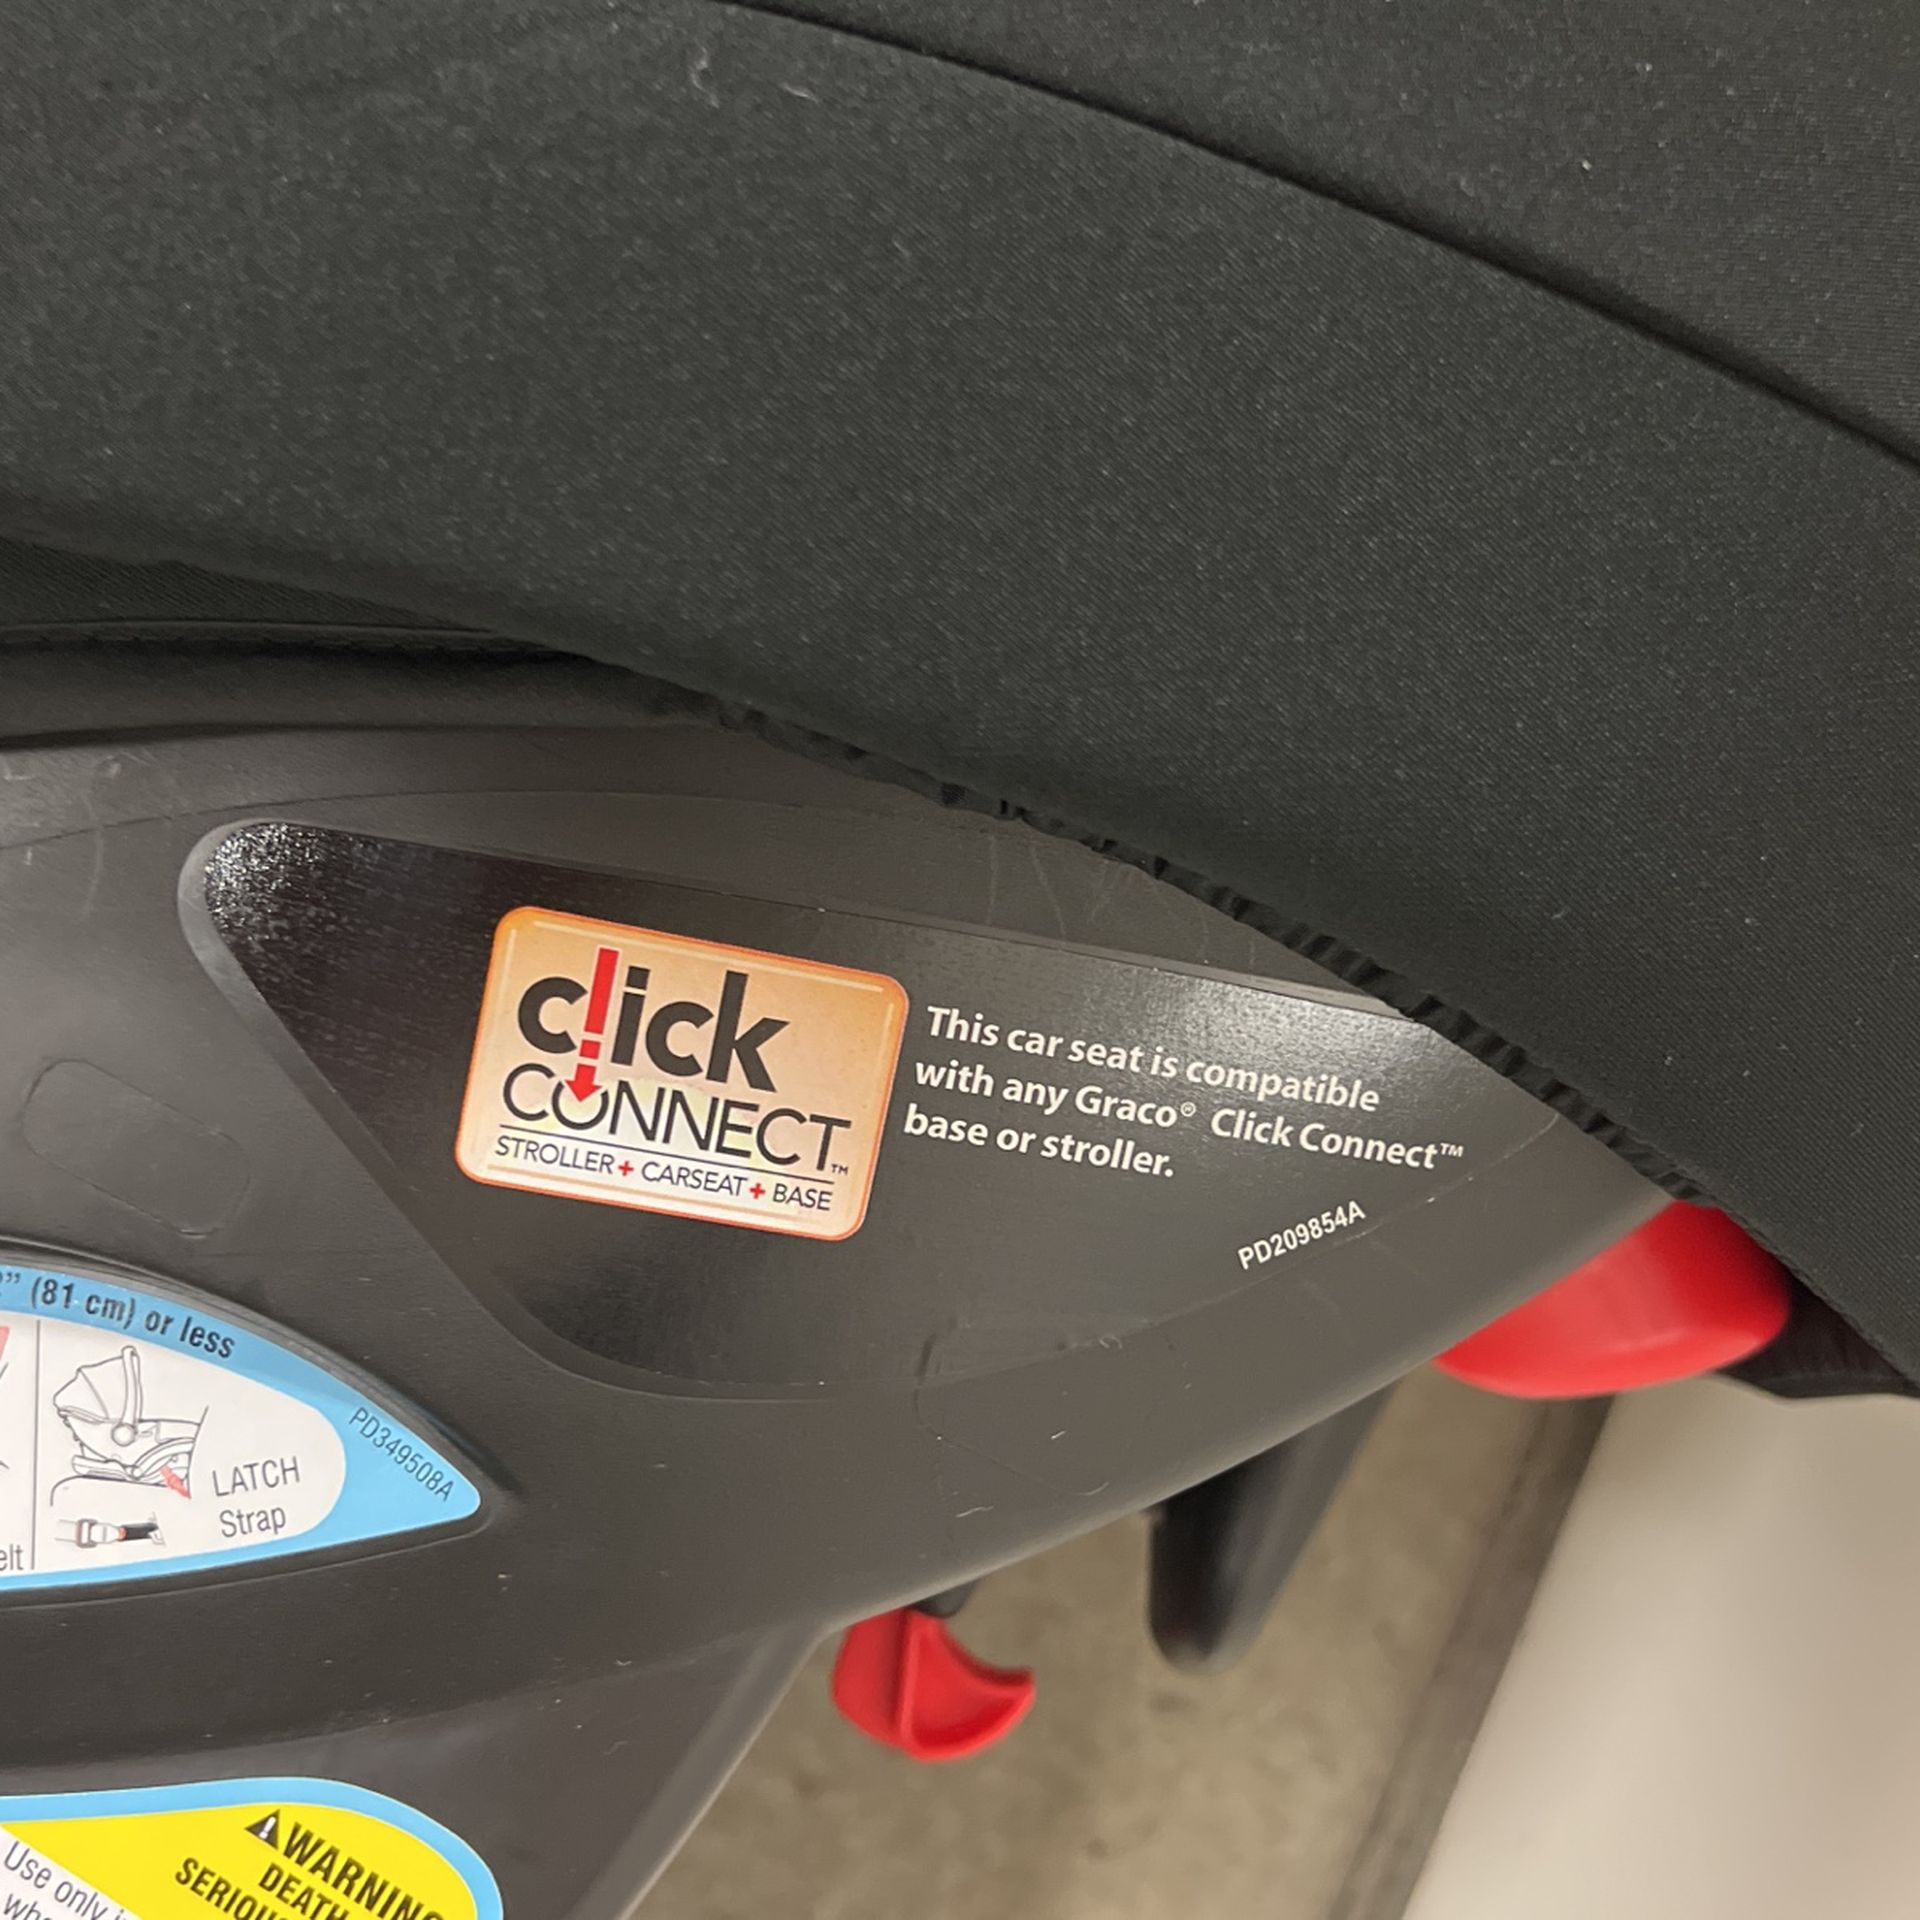 click
CONNECT™
STROLLER + CARSEAT + BASE
This car seat is compatible
with any Graco® Click Connect™
base or stroller.
PD209854A
(81 cm) or less
LATCH
Strap
PD349508A
WARNING
DEATH
Use only